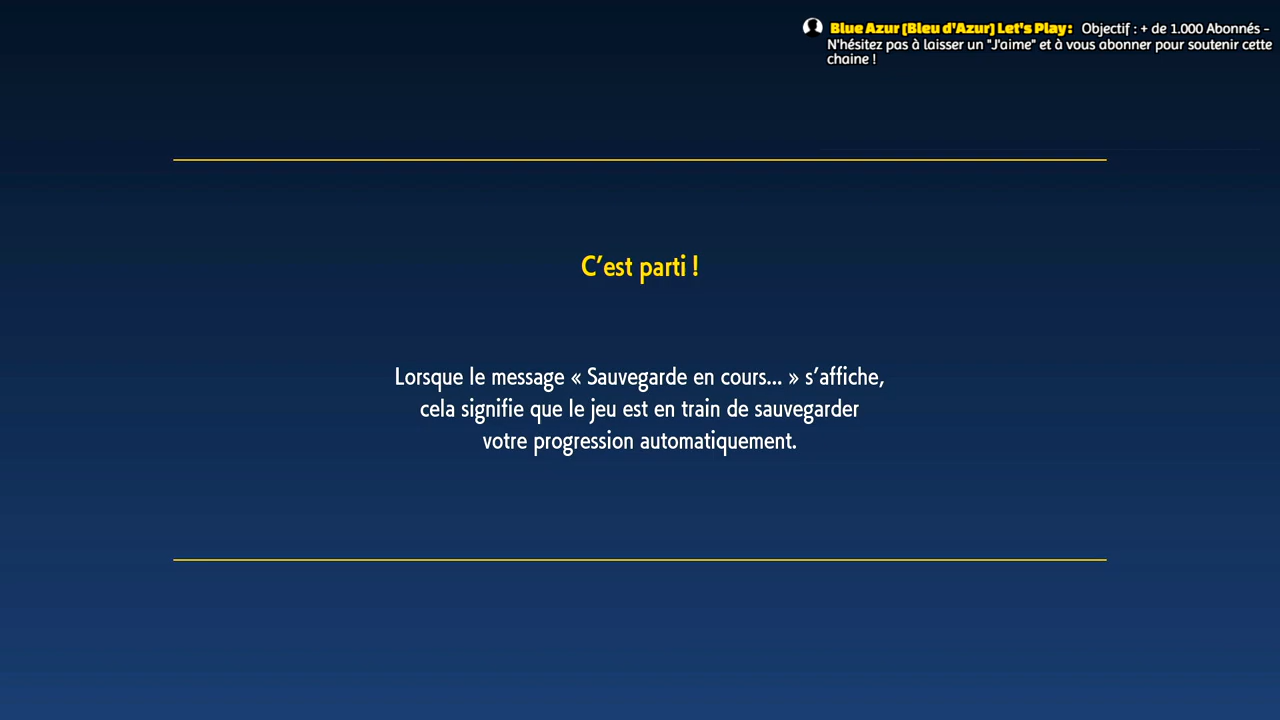 Blue Azur (Bleu d'Azur) Let's Play : Objectif : + de 1.000 Abonnés -
N'hésitez pas à laisser un "J'aime" et à vous abonner pour soutenir cette
chaine !
C’est parti !
Lorsque le message « Sauvegarde en cours... » s’affiche,
cela signifie que le jeu est en train de sauvegarder
votre progression automatiquement.